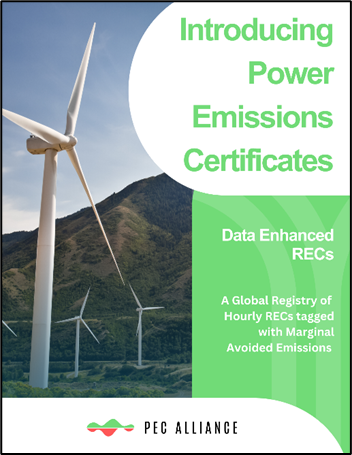 Introducing
Power
Emissions
Certificates
Data Enhanced
RECs
A Global Registry of
Hourly RECs tagged
with Marginal
Avoided Emissions
PEC ALLIANCE